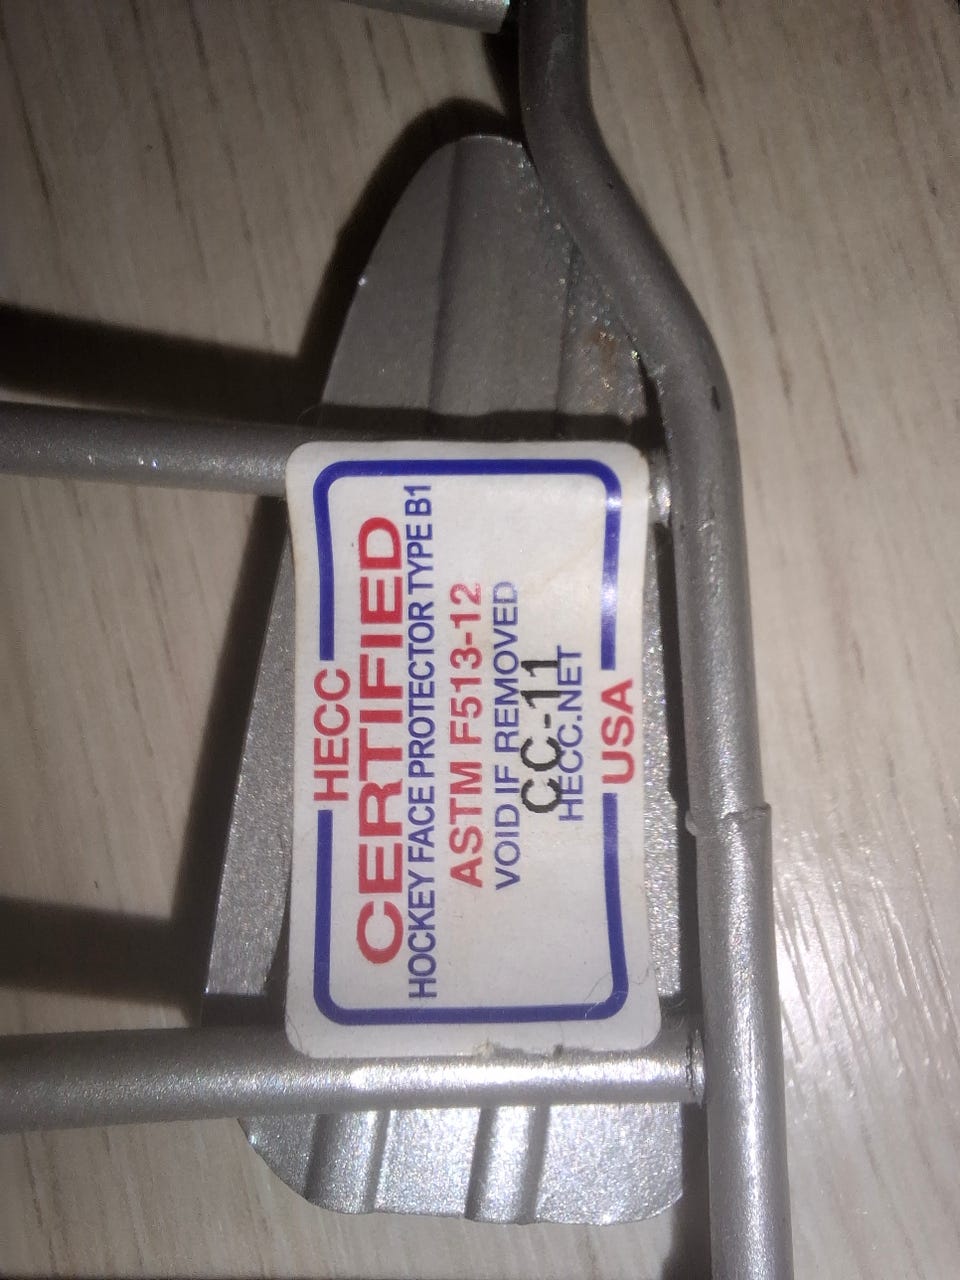 HECC
CERTIFIED
HOCKEY FACE PROTECTOR TYPE B1
ASTM F513-12
VOID IF REMOVED
CC-11
HECC.NET
USA